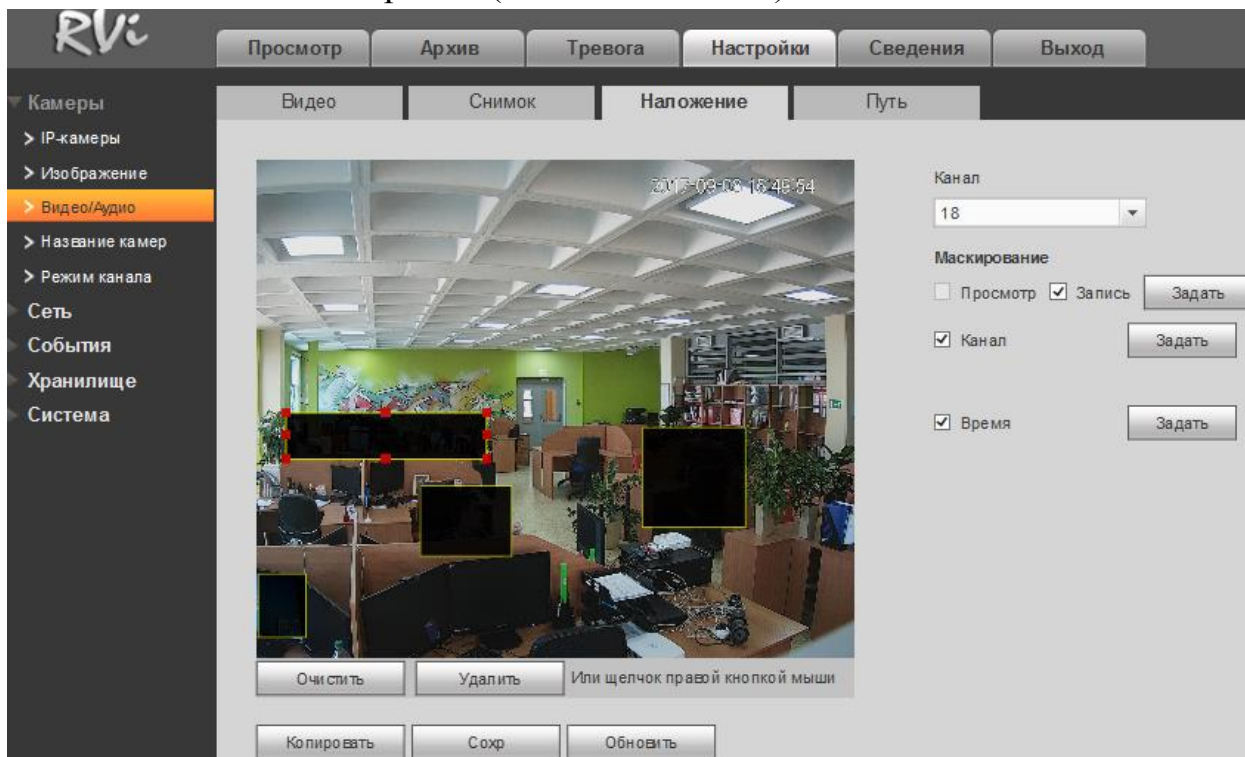 RVi
Просмотр Архив Тревога Настройки Сведения Выход
Видео Снимок Наложение Путь
Камеры
> IP-камеры
> Изображение
> Видео/Аудио
> Название камер
> Режим канала
Сеть
События
Хранилище
Система
Канал
18
Маскирование
Просмотр Запись Задать
Канал Задать
Время Задать
Очистить Удалить Или щелчок правой кнопкой мыши
Копировать Сохр Обновить